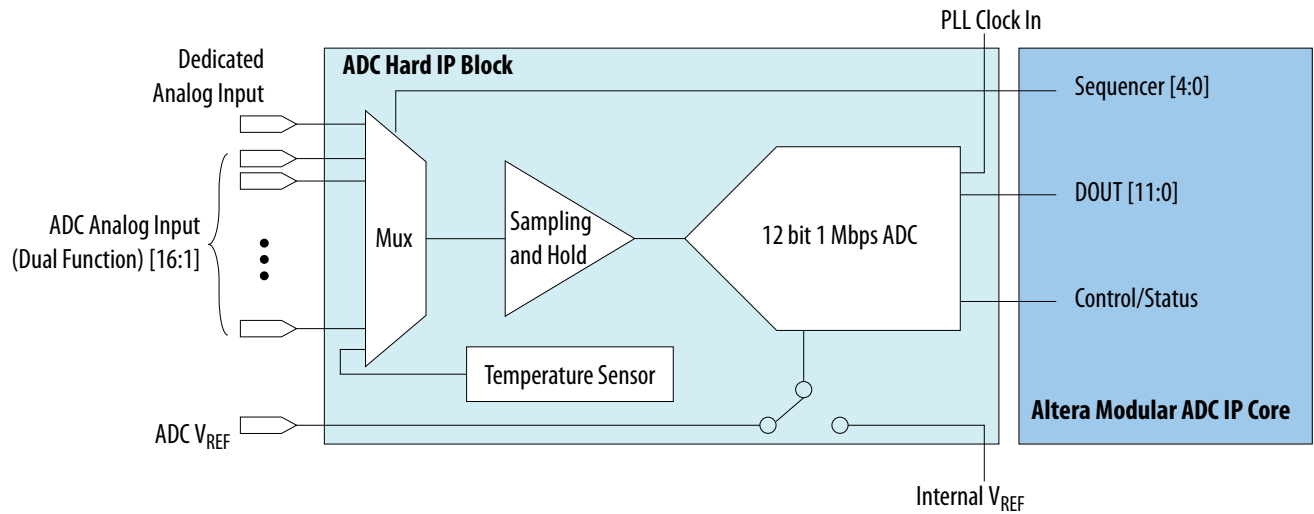 PLL Clock In
Dedicated
Analog Input
ADC Hard IP Block
Sequencer [4:0]
ADC Analog Input
(Dual Function) [16:1]
Mux
Sampling
and Hold
12 bit 1 Mbps ADC
DOUT [11:0]
Control/Status
Temperature Sensor
Altera Modular ADC IP Core
ADC VREF
Internal VREF